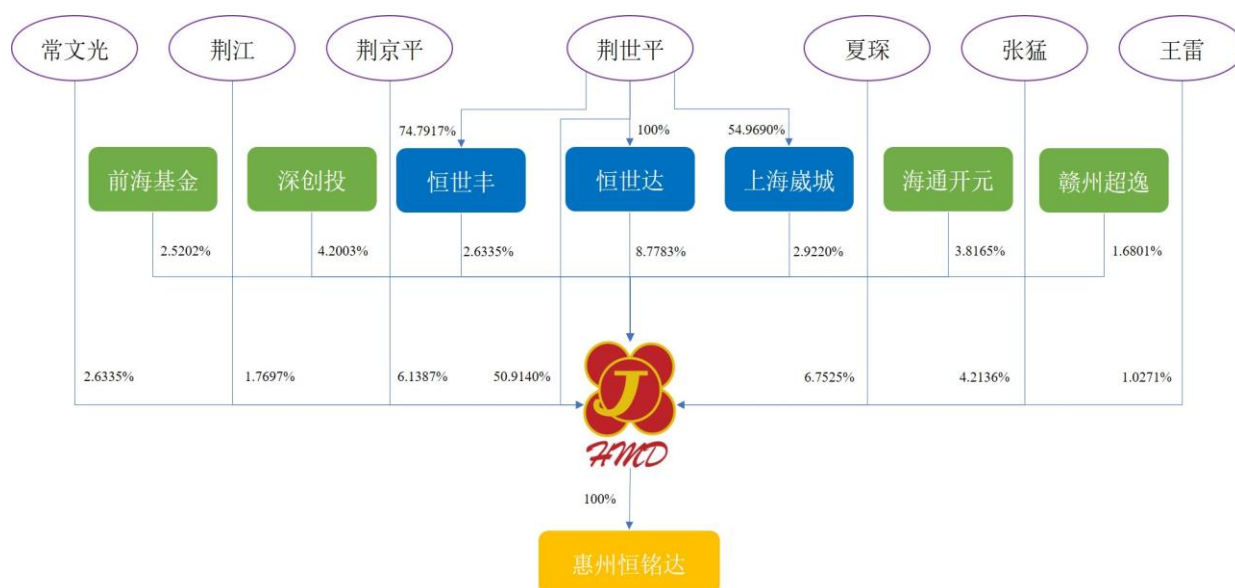 常文光
荆江
荆京平
荆世平
夏琛
张猛
王雷
74.7917%
100%
54.9690%
前海基金
深创投
恒世丰
恒世达
上海崴城
海通开元
赣州超逸
2.5202%
4.2003%
2.6335%
8.7783%
2.9220%
3.8165%
1.6801%
2.6335%
1.7697%
6.1387%
50.9140%
6.7525%
4.2136%
1.0271%
J
HMD
100%
惠州恒铭达